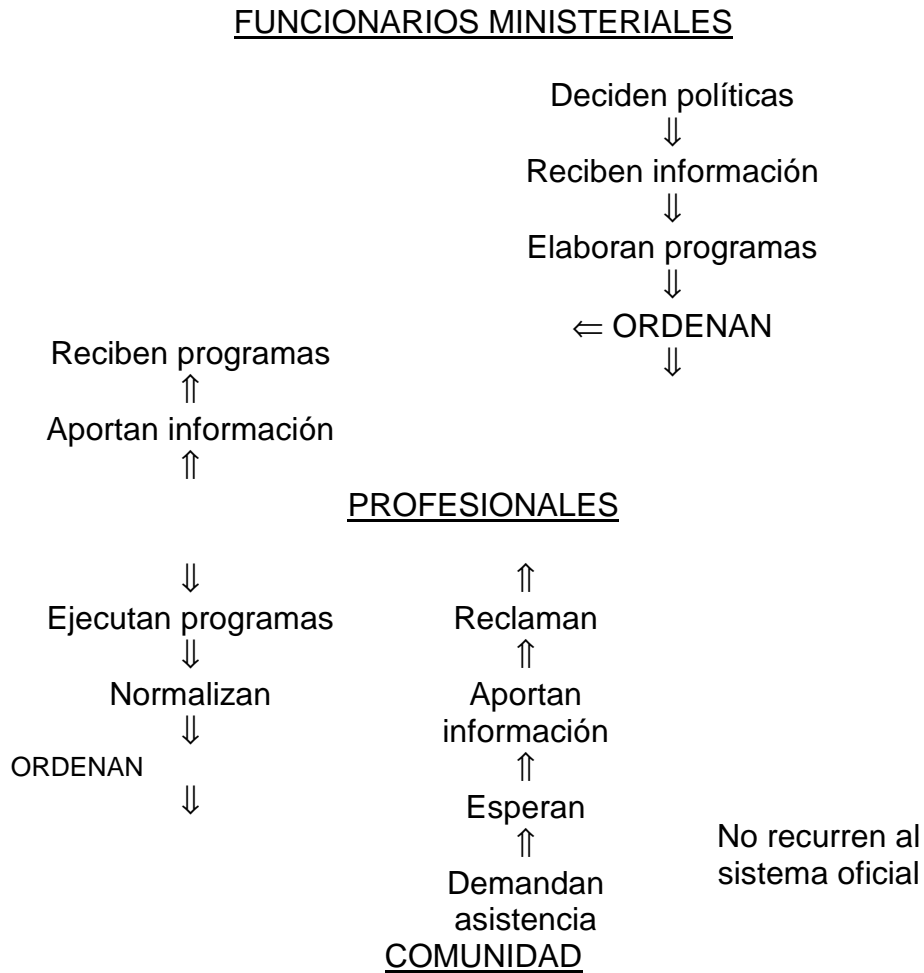 FUNCIONARIOS MINISTERIALES
Deciden políticas
⇓
Reciben información
⇓
Elaboran programas
⇓
⇐ ORDENAN
⇓
Reciben programas
⇑
Aportan información
⇑
PROFESIONALES
⇓
Ejecutan programas
⇓
Normalizan
⇓
ORDENAN
⇓
⇑
Reclaman
⇑
Aportan
información
⇑
Esperan
⇑
Demandan
asistencia
No recurren al
sistema oficial
COMUNIDAD